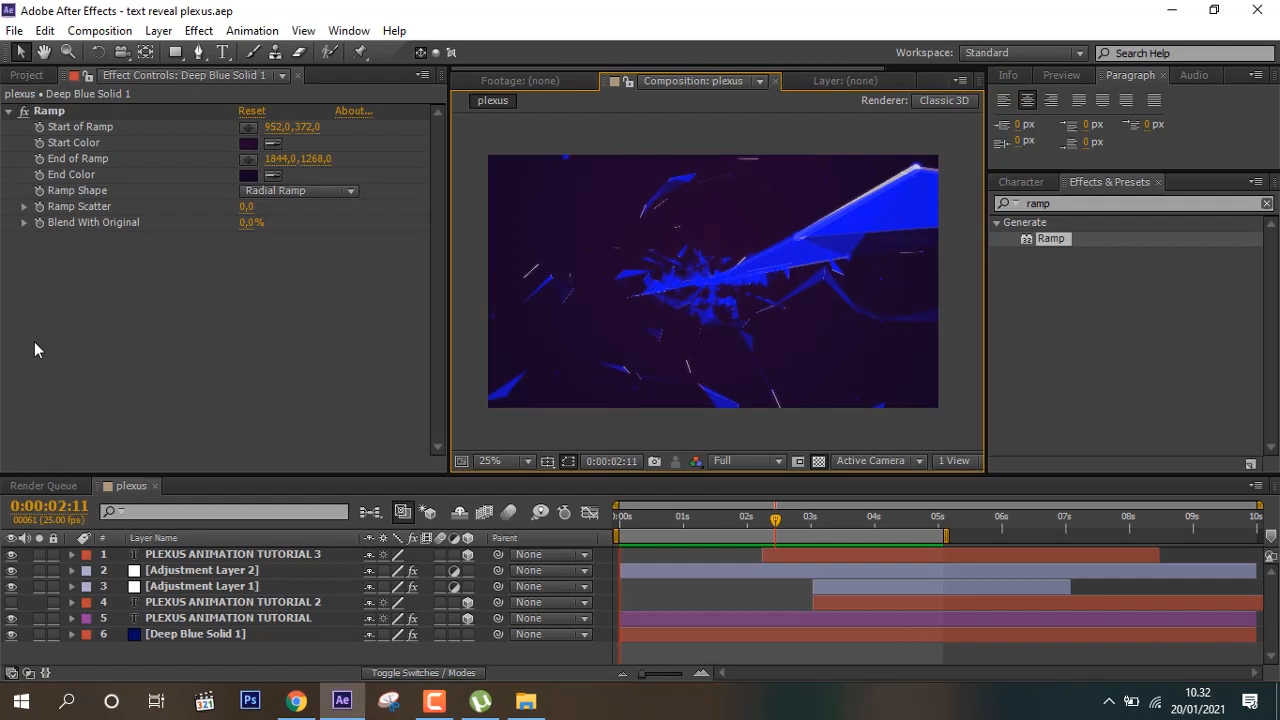 Ae Adobe After Effects - text reveal plexus.aep
File Edit Composition Layer Effect Animation View Window Help
Workspace: Standard Search Help
Project Effect Controls: Deep Blue Solid 1
plexus • Deep Blue Solid 1
fx Ramp Reset About...
Start of Ramp 952,0,372,0
Start Color
End of Ramp 1844,0,1268,0
End Color
Ramp Shape Radial Ramp
Ramp Scatter 0,0
Blend With Original 0,0%
Footage: (none) Composition: plexus Layer: (none)
plexus Renderer: Classic 3D
25% 0:00:02:11 Full Active Camera 1 View
Info Preview Paragraph Audio
0 px 0 px 0 px
0 px 0 px
Character Effects & Presets
ramp
Generate
Ramp
Render Queue plexus
0:00:02:11
00061 (25.00 fps)
:00s 01s 02s 03s 04s 05s 06s 07s 08s 09s 10s
# Layer Name fx Parent
1 PLEXUS ANIMATION TUTORIAL 3 None
2 [Adjustment Layer 2] fx None
3 [Adjustment Layer 1] fx None
4 PLEXUS ANIMATION TUTORIAL 2 None
5 PLEXUS ANIMATION TUTORIAL fx None
6 [Deep Blue Solid 1] fx None
Toggle Switches / Modes
321 Ps Ae
10.32
20/01/2021